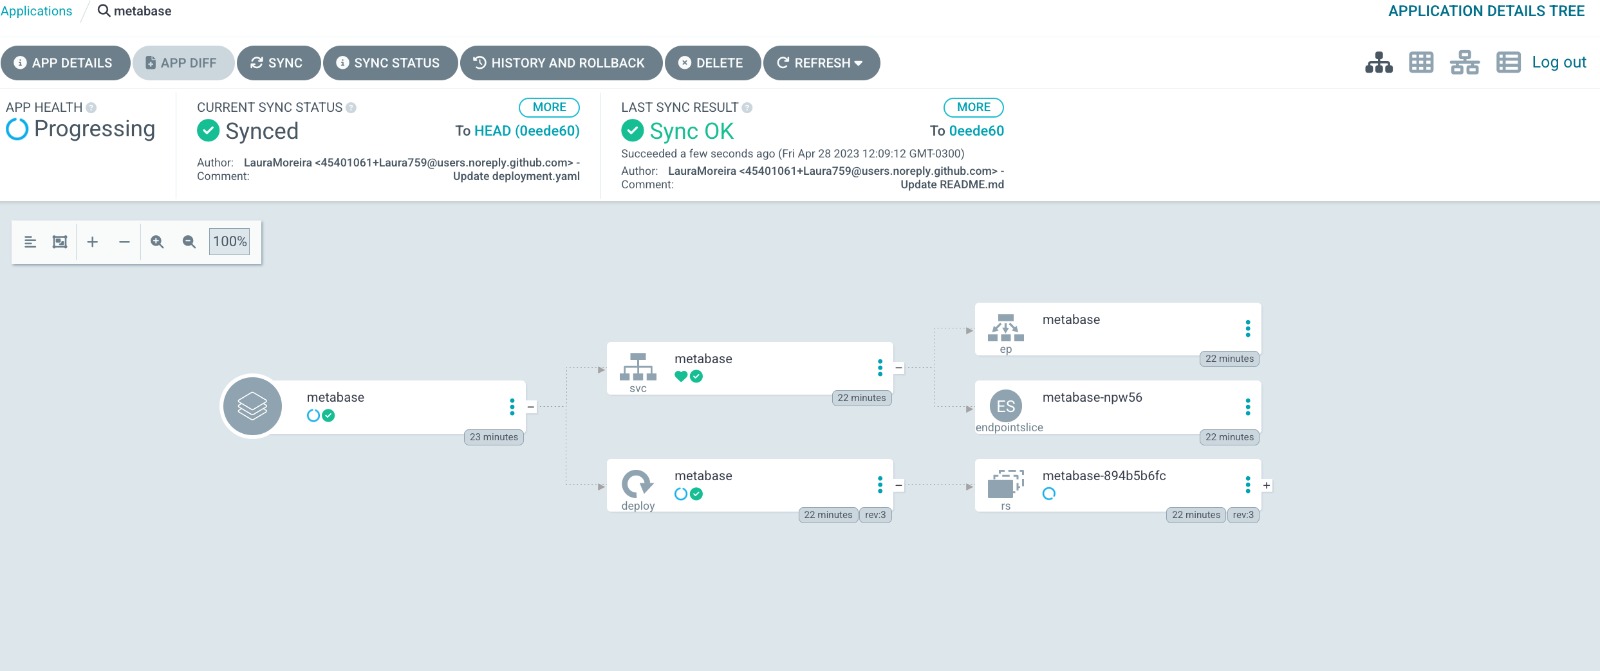 Applications / metabase
APPLICATION DETAILS TREE
APP DETAILS
APP DIFF
SYNC
SYNC STATUS
HISTORY AND ROLLBACK
DELETE
REFRESH
Log out
APP HEALTH
Progressing
CURRENT SYNC STATUS
MORE
Synced
To HEAD (0eede60)
Author: LauraMoreira <45401061+Laura759@users.noreply.github.com> -
Comment: Update deployment.yaml
LAST SYNC RESULT
MORE
Sync OK
To 0eede60
Succeeded a few seconds ago (Fri Apr 28 2023 12:09:12 GMT-0300)
Author: LauraMoreira <45401061+Laura759@users.noreply.github.com> -
Comment: Update README.md
100%
metabase
23 minutes
metabase
svc
22 minutes
metabase
deploy
22 minutes
rev:3
metabase
ep
22 minutes
ES
metabase-npw56
endpointslice
22 minutes
metabase-894b5b6fc
rs
22 minutes
rev:3